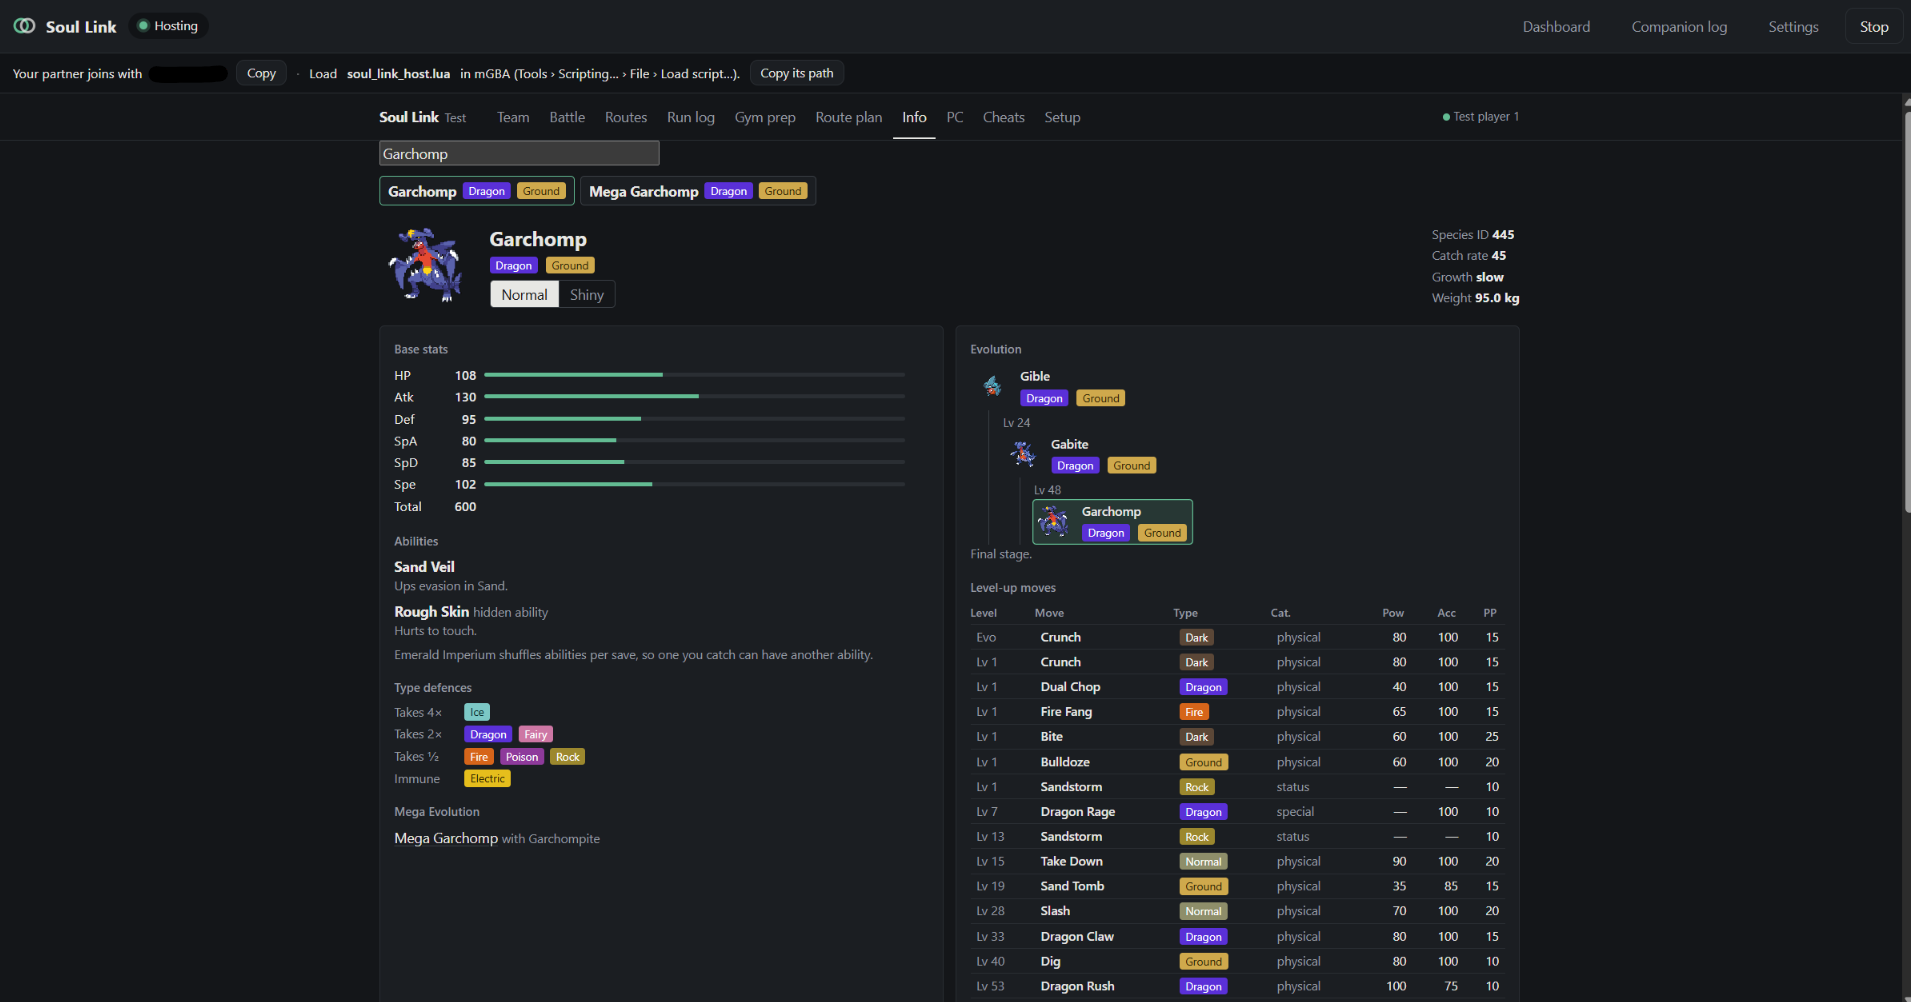 Soul Link Hosting Dashboard Companion log Settings Stop
Your partner joins with Copy · Load soul_link_host.lua in mGBA (Tools › Scripting... › File › Load script...). Copy its path
Soul Link Test Team Battle Routes Run log Gym prep Route plan Info PC Cheats Setup Test player 1
Garchomp
Garchomp Dragon Ground Mega Garchomp Dragon Ground
Garchomp
Dragon Ground
Normal Shiny
Species ID 445
Catch rate 45
Growth slow
Weight 95.0 kg
Base stats
HP 108
Atk 130
Def 95
SpA 80
SpD 85
Spe 102
Total 600
Abilities
Sand Veil
Ups evasion in Sand.
Rough Skin hidden ability
Hurts to touch.
Emerald Imperium shuffles abilities per save, so one you catch can have another ability.
Type defences
Takes 4× Ice
Takes 2× Dragon Fairy
Takes ½ Fire Poison Rock
Immune Electric
Mega Evolution
Mega Garchomp with Garchompite
Evolution
Gible
Dragon Ground
Lv 24
Gabite
Dragon Ground
Lv 48
Garchomp
Dragon Ground
Final stage.
Level-up moves
Level Move Type Cat. Pow Acc PP
Evo Crunch Dark physical 80 100 15
Lv 1 Crunch Dark physical 80 100 15
Lv 1 Dual Chop Dragon physical 40 100 15
Lv 1 Fire Fang Fire physical 65 100 15
Lv 1 Bite Dark physical 60 100 25
Lv 1 Bulldoze Ground physical 60 100 20
Lv 1 Sandstorm Rock status — — 10
Lv 7 Dragon Rage Dragon special — 100 10
Lv 13 Sandstorm Rock status — — 10
Lv 15 Take Down Normal physical 90 100 20
Lv 19 Sand Tomb Ground physical 35 85 15
Lv 28 Slash Normal physical 70 100 20
Lv 33 Dragon Claw Dragon physical 80 100 15
Lv 40 Dig Ground physical 80 100 10
Lv 53 Dragon Rush Dragon physical 100 75 10